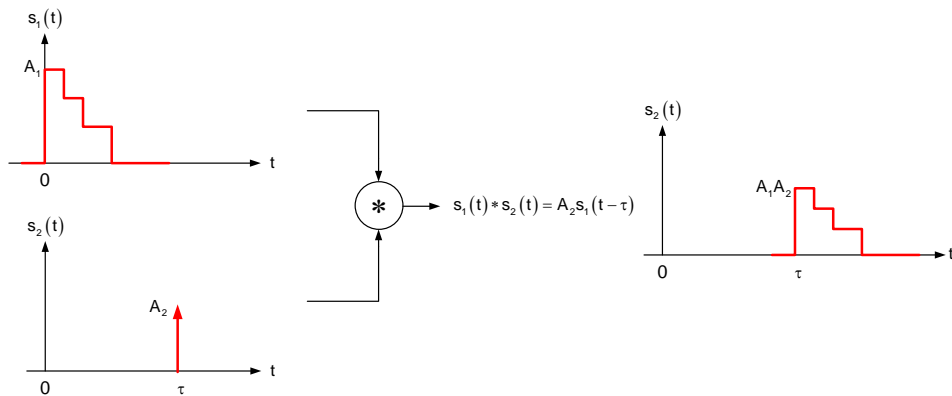 s₁(t)
A₁
t
0
s₂(t)
A₂
t
0
τ
*
s₁(t)*s₂(t)=A₂s₁(t−τ)
s₂(t)
A₁A₂
t
0
τ